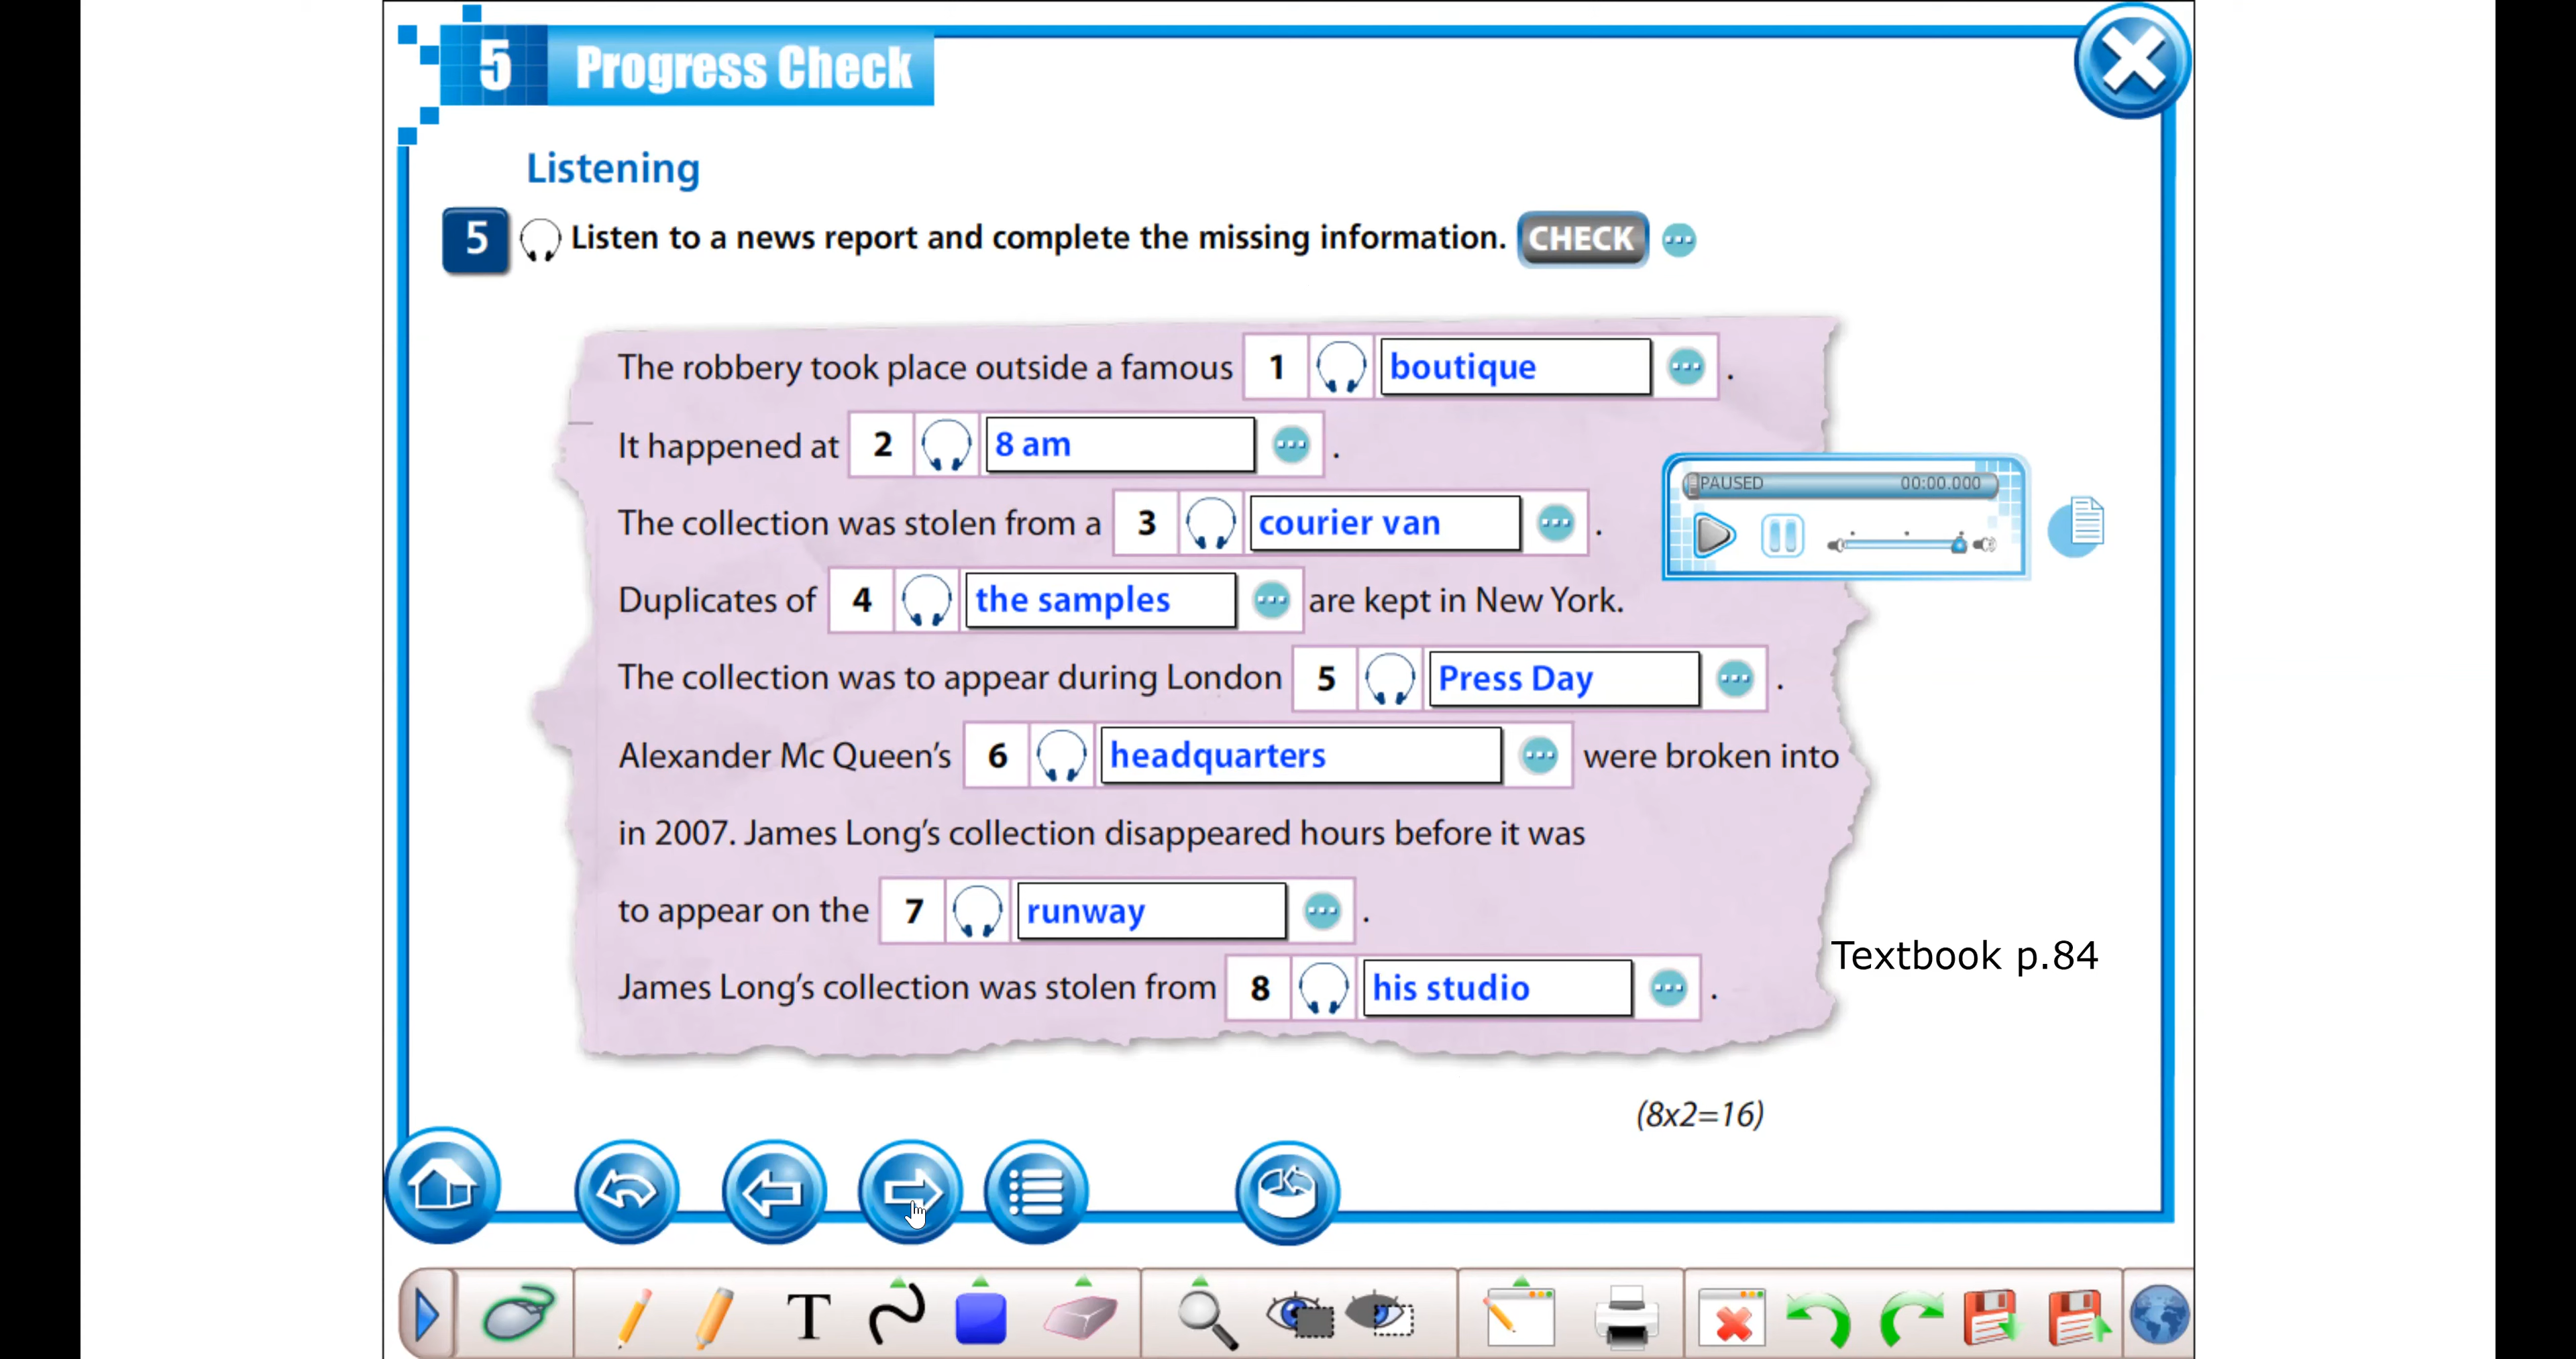 5 Progress Check
Listening
5 Listen to a news report and complete the missing information. CHECK
The robbery took place outside a famous 1 boutique .
It happened at 2 8 am .
PAUSED 00:00.000
The collection was stolen from a 3 courier van .
Duplicates of 4 the samples are kept in New York.
The collection was to appear during London 5 Press Day .
Alexander Mc Queen's 6 headquarters were broken into
in 2007. James Long's collection disappeared hours before it was
to appear on the 7 runway .
Textbook p.84
James Long's collection was stolen from 8 his studio .
(8x2=16)
T